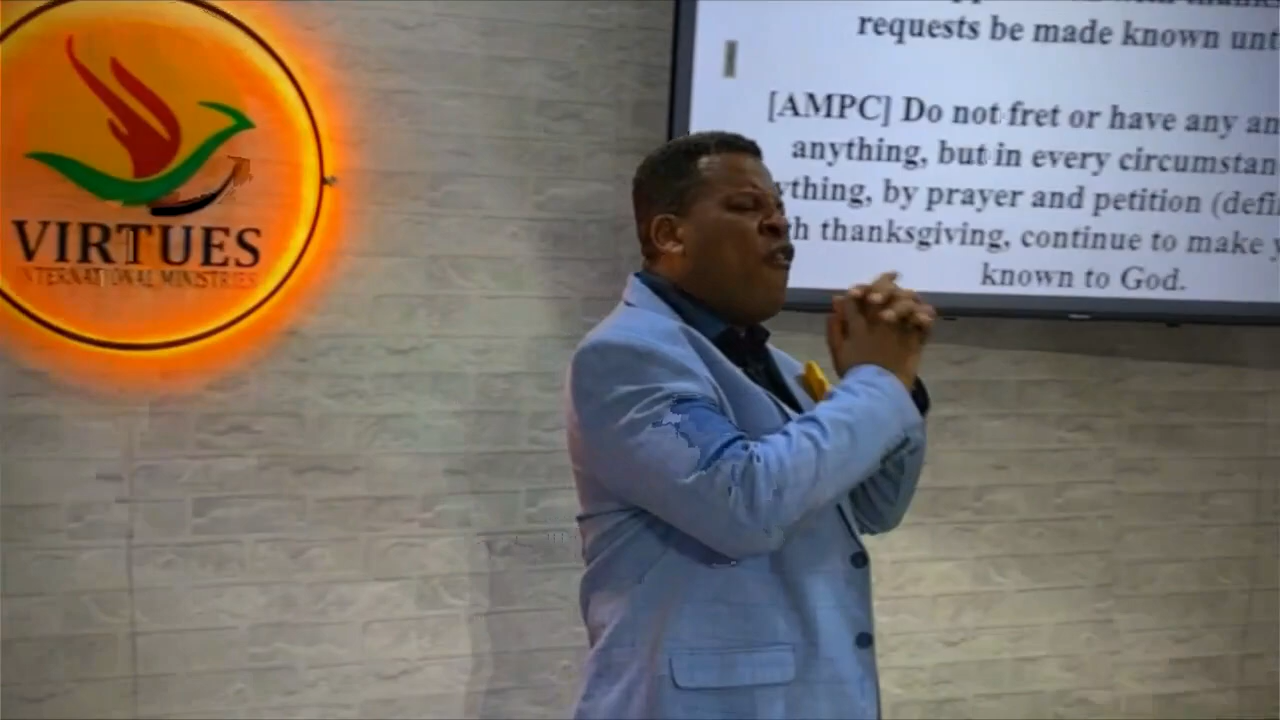 VIRTUES
INTERNATIONAL MINISTRIES
requests be made known unt
[AMPC] Do not fret or have any an
anything, but in every circumstan
ything, by prayer and petition (defi
h thanksgiving, continue to make y
known to God.